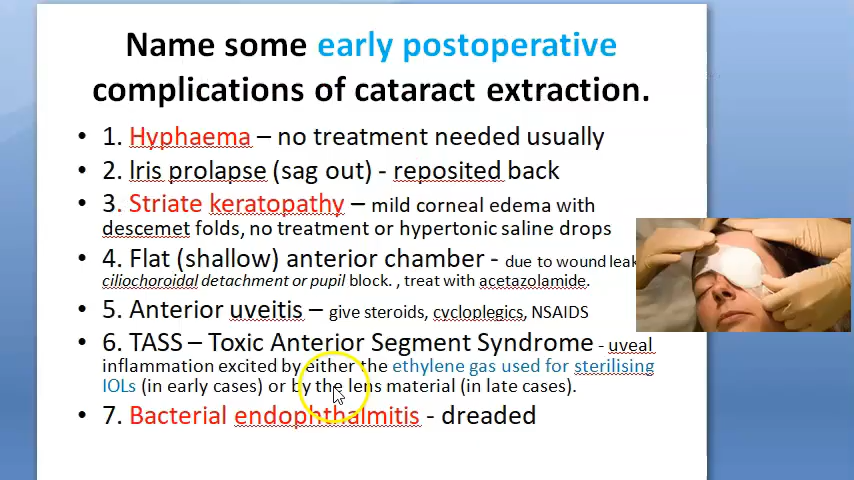 Name some early postoperative
complications of cataract extraction.
• 1. Hyphaema – no treatment needed usually
• 2. Iris prolapse (sag out) - reposited back
• 3. Striate keratopathy – mild corneal edema with
descemet folds, no treatment or hypertonic saline drops
• 4. Flat (shallow) anterior chamber - due to wound leak
ciliochoroidal detachment or pupil block. , treat with acetazolamide.
• 5. Anterior uveitis – give steroids, cycloplegics, NSAIDS
• 6. TASS – Toxic Anterior Segment Syndrome - uveal
inflammation excited by either the ethylene gas used for sterilising
IOLs (in early cases) or by the lens material (in late cases).
• 7. Bacterial endophthalmitis - dreaded